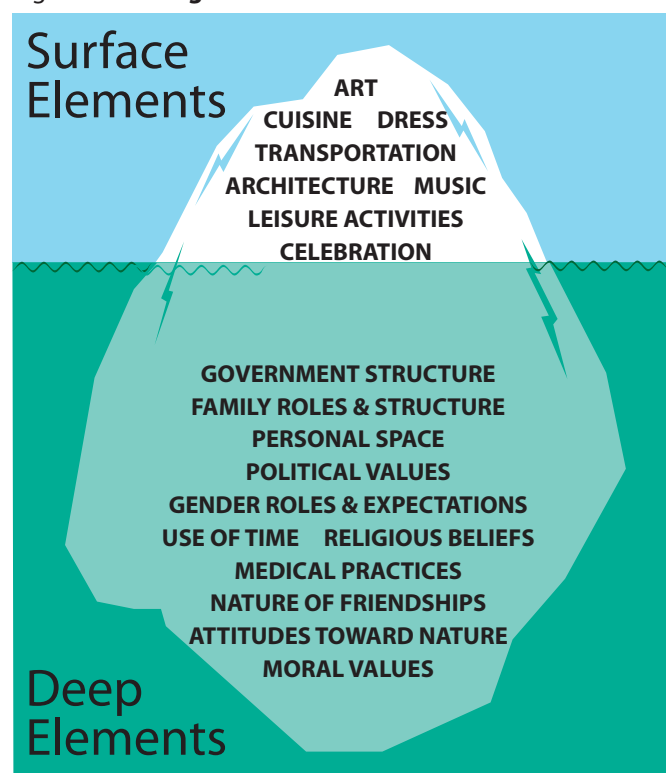 Surface
Elements
ART
CUISINE DRESS
TRANSPORTATION
ARCHITECTURE MUSIC
LEISURE ACTIVITIES
CELEBRATION
GOVERNMENT STRUCTURE
FAMILY ROLES & STRUCTURE
PERSONAL SPACE
POLITICAL VALUES
GENDER ROLES & EXPECTATIONS
USE OF TIME RELIGIOUS BELIEFS
MEDICAL PRACTICES
NATURE OF FRIENDSHIPS
ATTITUDES TOWARD NATURE
MORAL VALUES
Deep
Elements